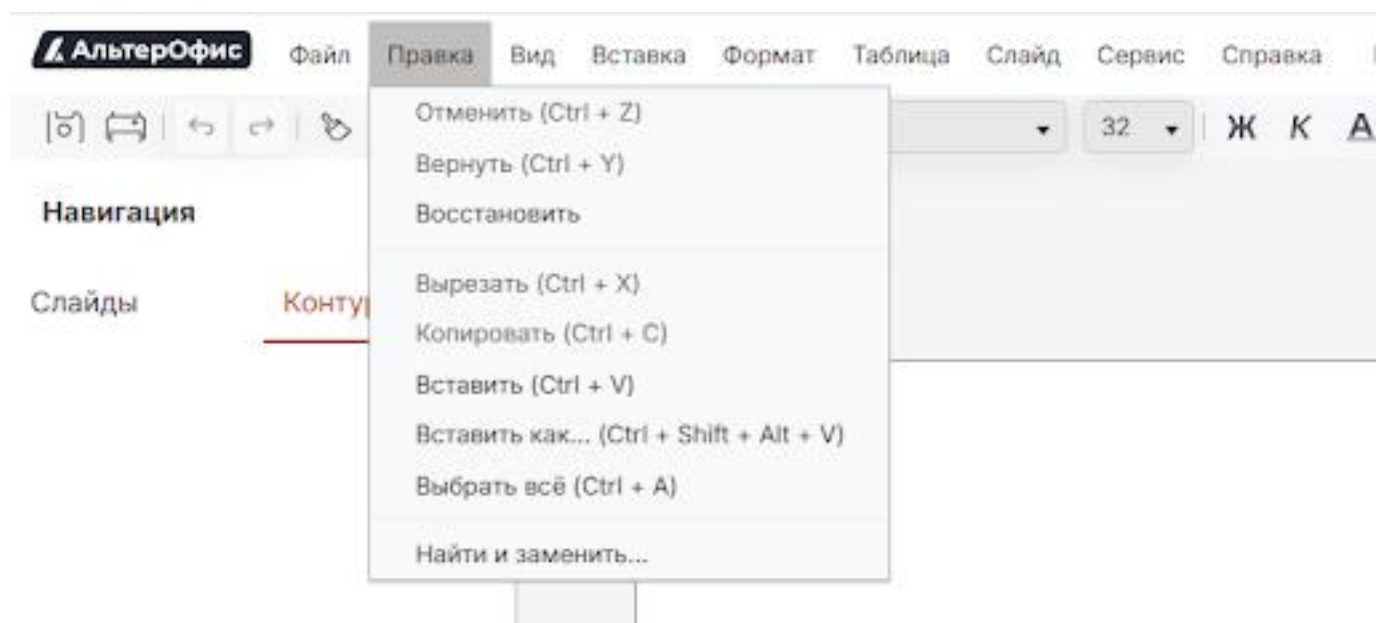 АльтерОфис Файл Правка Вид Вставка Формат Таблица Слайд Сервис Справка
32 Ж К А
Отменить (Ctrl + Z)
Вернуть (Ctrl + Y)
Восстановить
Навигация
Слайды
Контур
Вырезать (Ctrl + X)
Копировать (Ctrl + C)
Вставить (Ctrl + V)
Вставить как... (Ctrl + Shift + Alt + V)
Выбрать всё (Ctrl + A)
Найти и заменить...